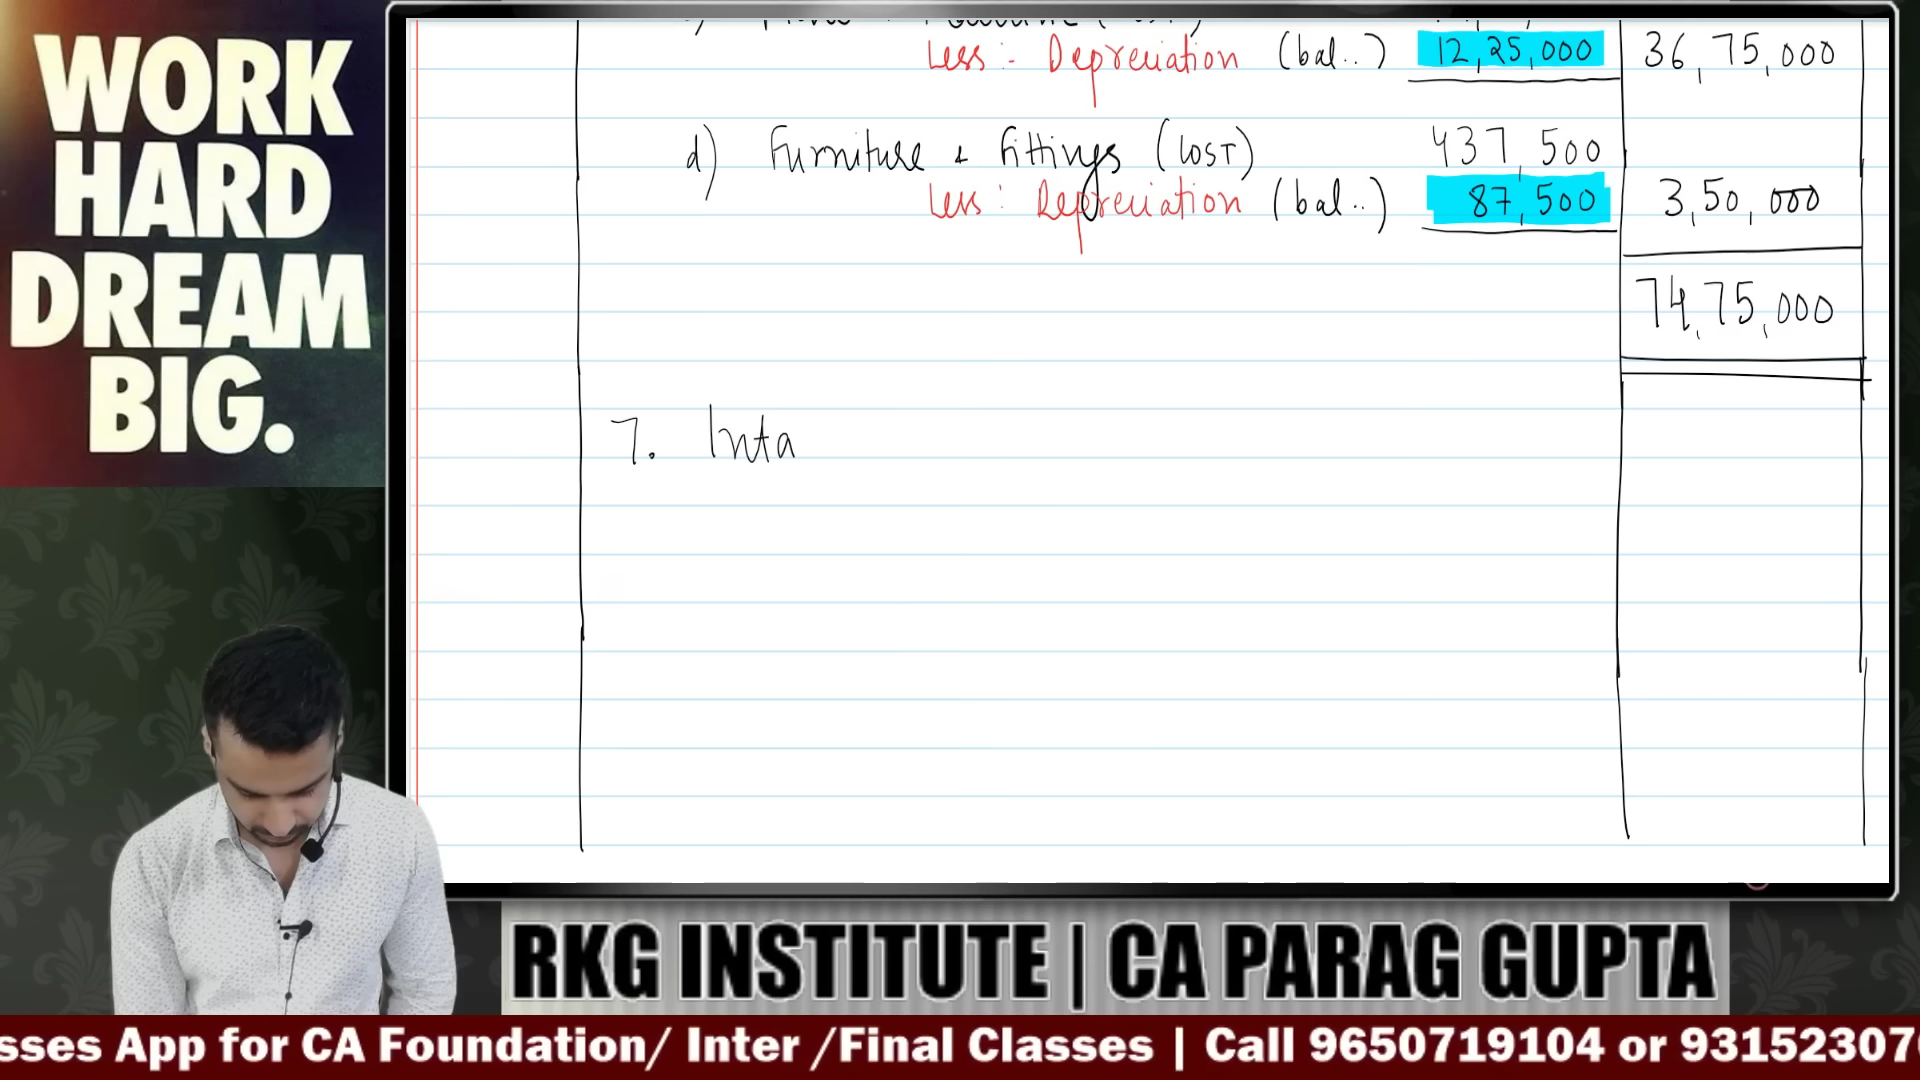 WORK
HARD
DREAM
BIG.
Less :- Depreciation (bal..) 12,25,000 36,75,000
d) Furniture & Fittings (COST) 437,500
Less : Depreciation (bal..) 87,500 3,50,000
74,75,000
7. Inta
RKG INSTITUTE | CA PARAG GUPTA
sses App for CA Foundation/ Inter /Final Classes | Call 9650719104 or 93152307